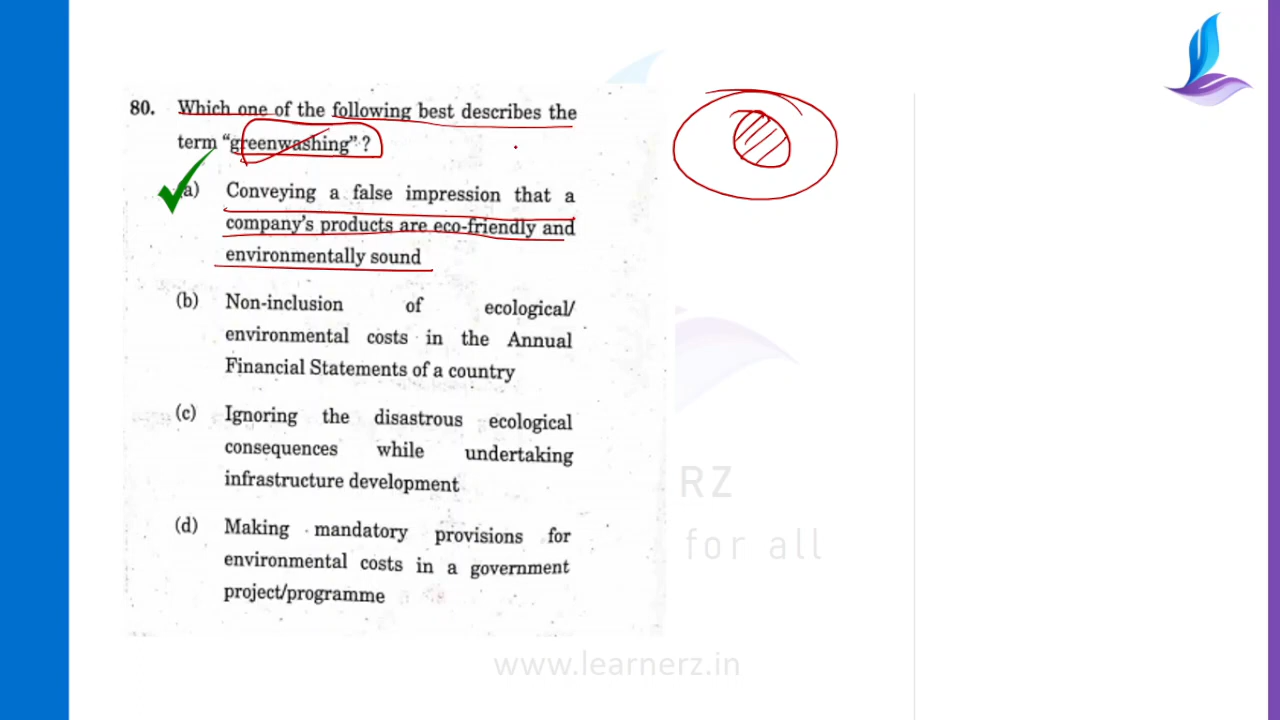 80. Which one of the following best describes the
term “greenwashing” ?
(a) Conveying a false impression that a
company's products are eco-friendly and
environmentally sound
(b) Non-inclusion of ecological/
environmental costs in the Annual
Financial Statements of a country
(c) Ignoring the disastrous ecological
consequences while undertaking
infrastructure development
(d) Making mandatory provisions for
environmental costs in a government
project/programme
RZ
for all
www.learnerz.in